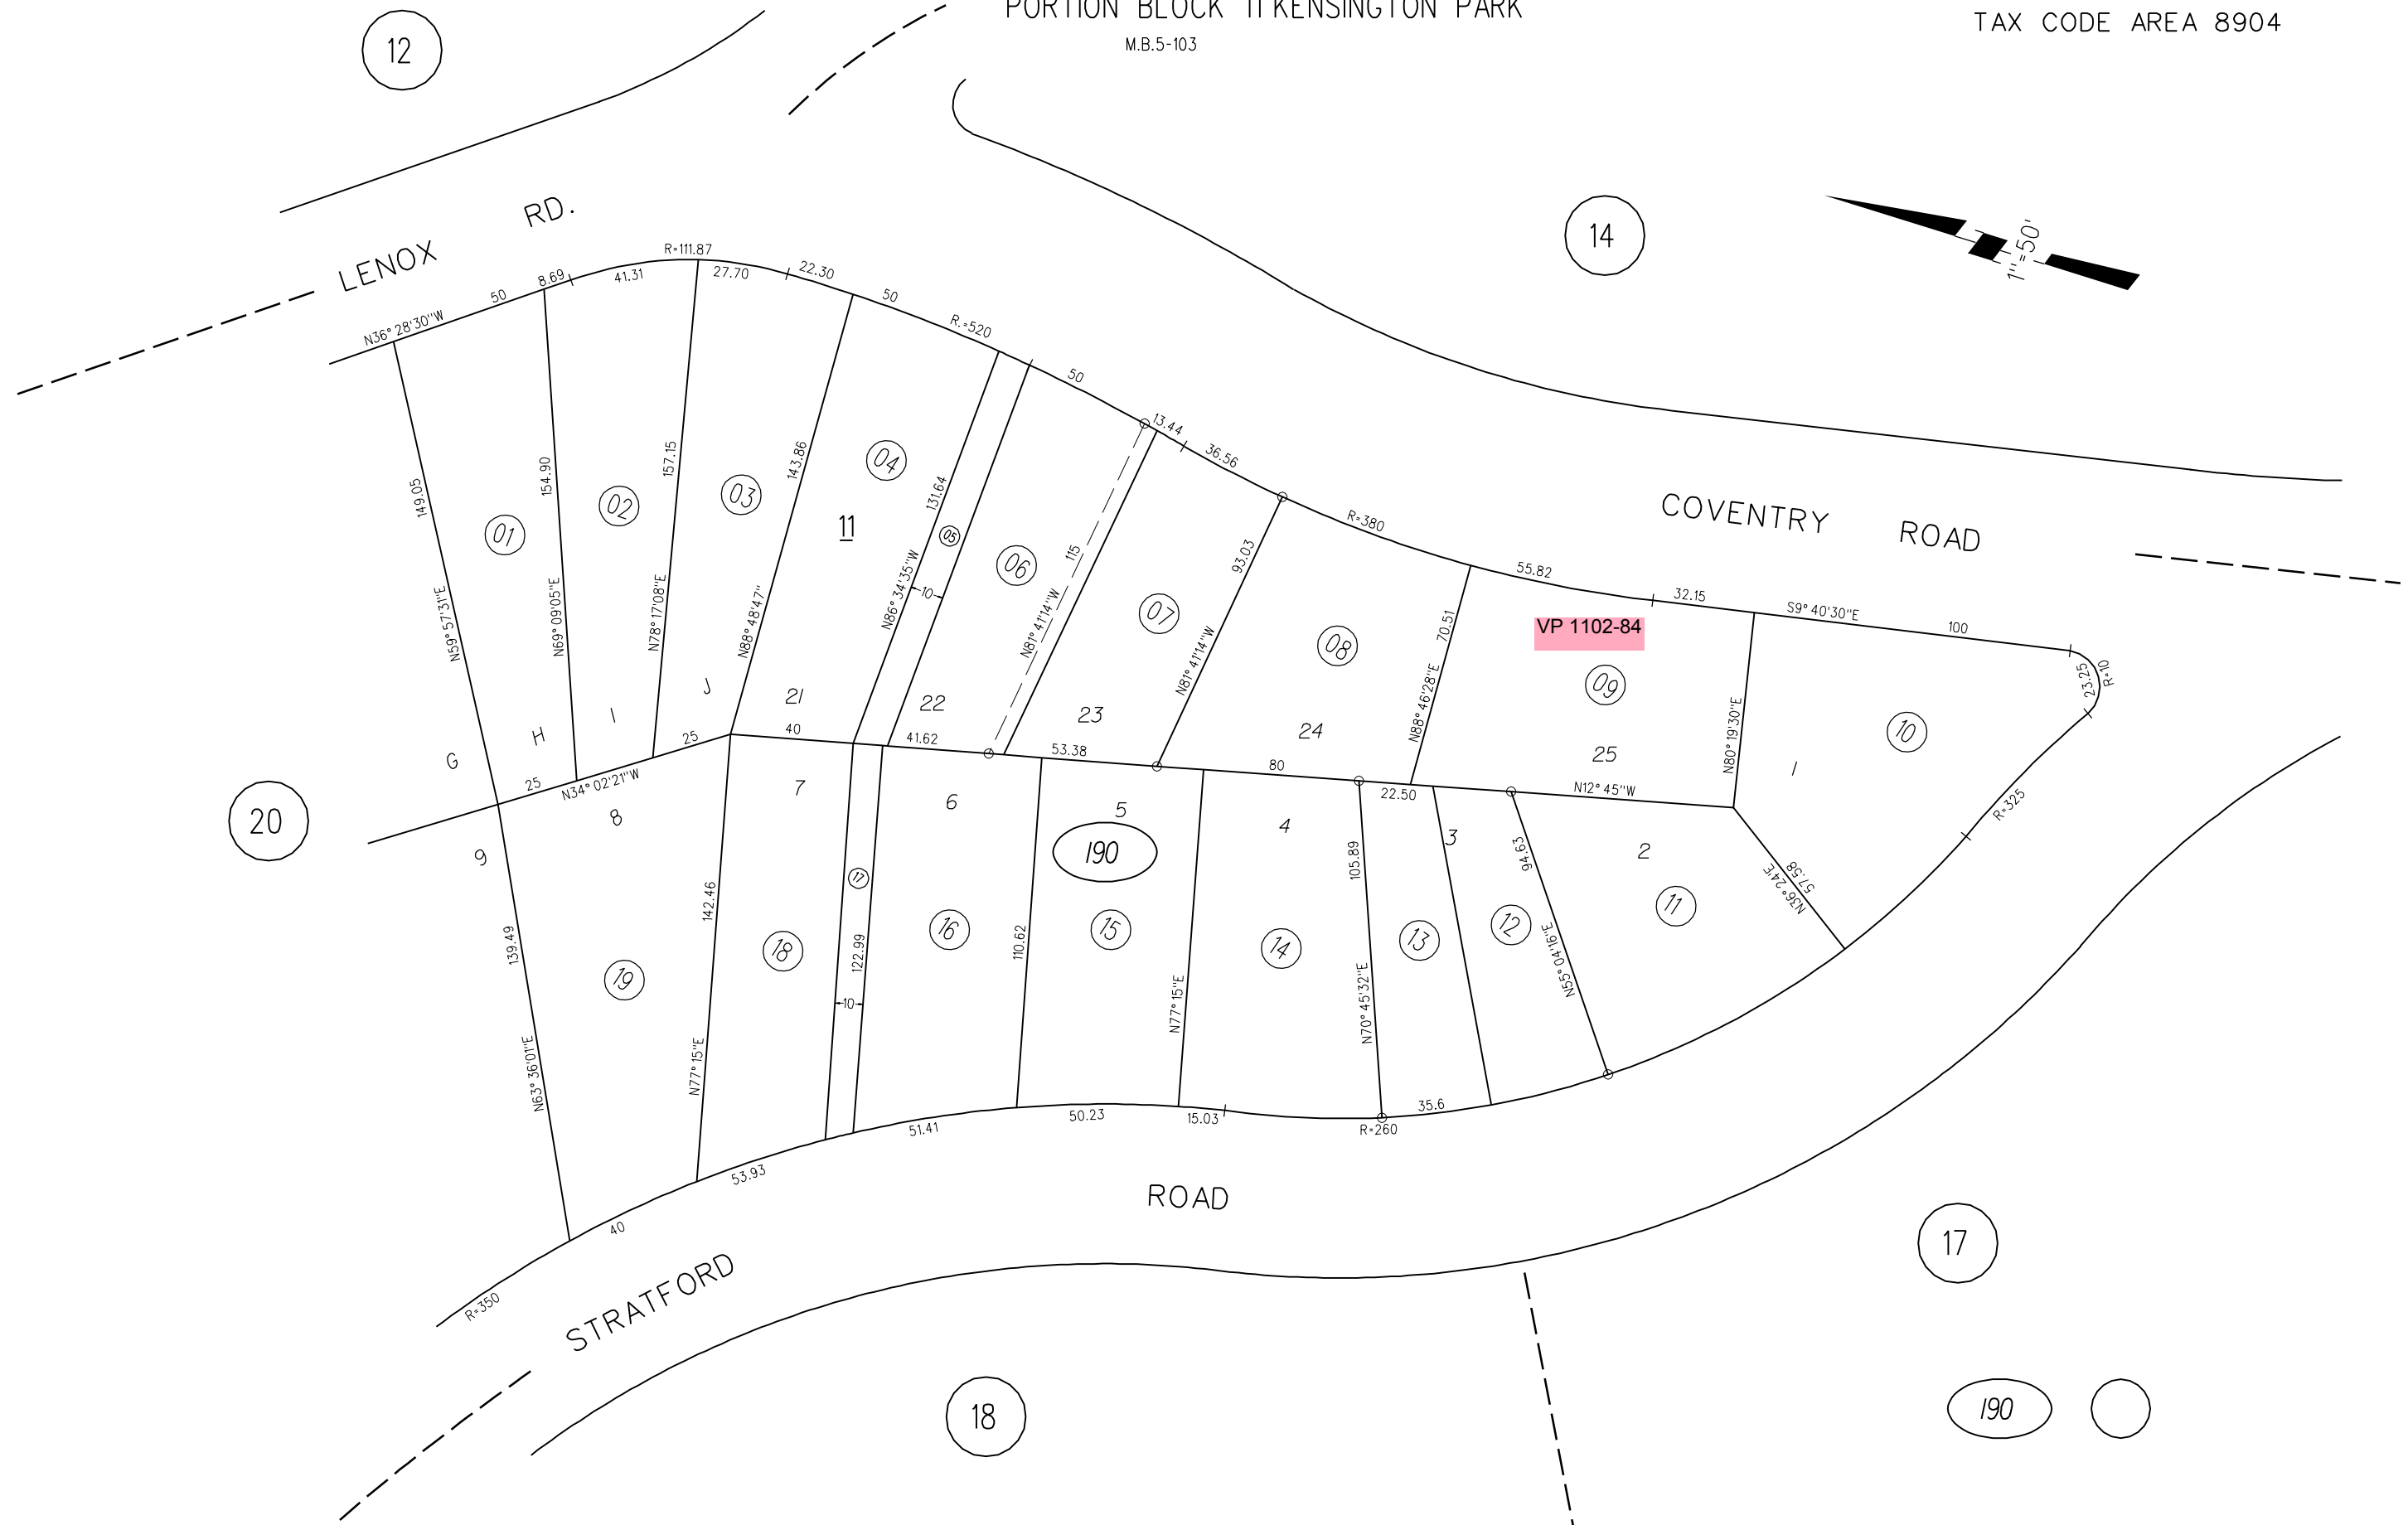 PORTION BLOCK 11 KENSINGTON PARK
M.B.5-103
TAX CODE AREA 8904
12
14
1"=50'
LENOX RD.
R=111.87
N36° 28'30"W
50
8.69
41.31
27.70
22.30
50
R.=520
50
13.44
36.56
R=380
55.82
32.15
S9° 40'30"E
100
COVENTRY ROAD
R=10
23.25
R=325
149.05
N59° 57'31"E
01
154.90
N69° 09'05"E
02
157.15
N78° 17'08"E
03
143.86
N88° 48'47"
04
11
131.64
N86° 34'35"W
05
10
06
115
N81° 41'14"W
07
93.03
N81° 41'14"W
08
70.51
N88° 46'28"E
VP 1102-84
09
N80° 19'30"E
10
G
H
I
J
21
22
23
24
25
1
25
N34° 02'21"W
25
40
41.62
53.38
80
22.50
N12° 45"W
20
9
8
7
6
5
4
3
2
190
139.49
N63° 36'01"E
19
142.46
N77° 15"E
18
17
122.99
10
16
110.62
15
N77° 15"E
14
105.89
N70° 45'32"E
13
12
94.63
N55° 04'16"E
11
57.58
N36° 24'E
R=350
40
53.93
51.41
50.23
15.03
R=260
35.6
STRATFORD ROAD
17
18
190